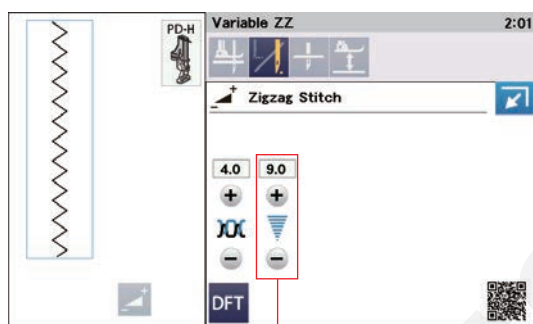 PD-H
Variable ZZ
2:01
Zigzag Stitch
4.0 9.0
DFT